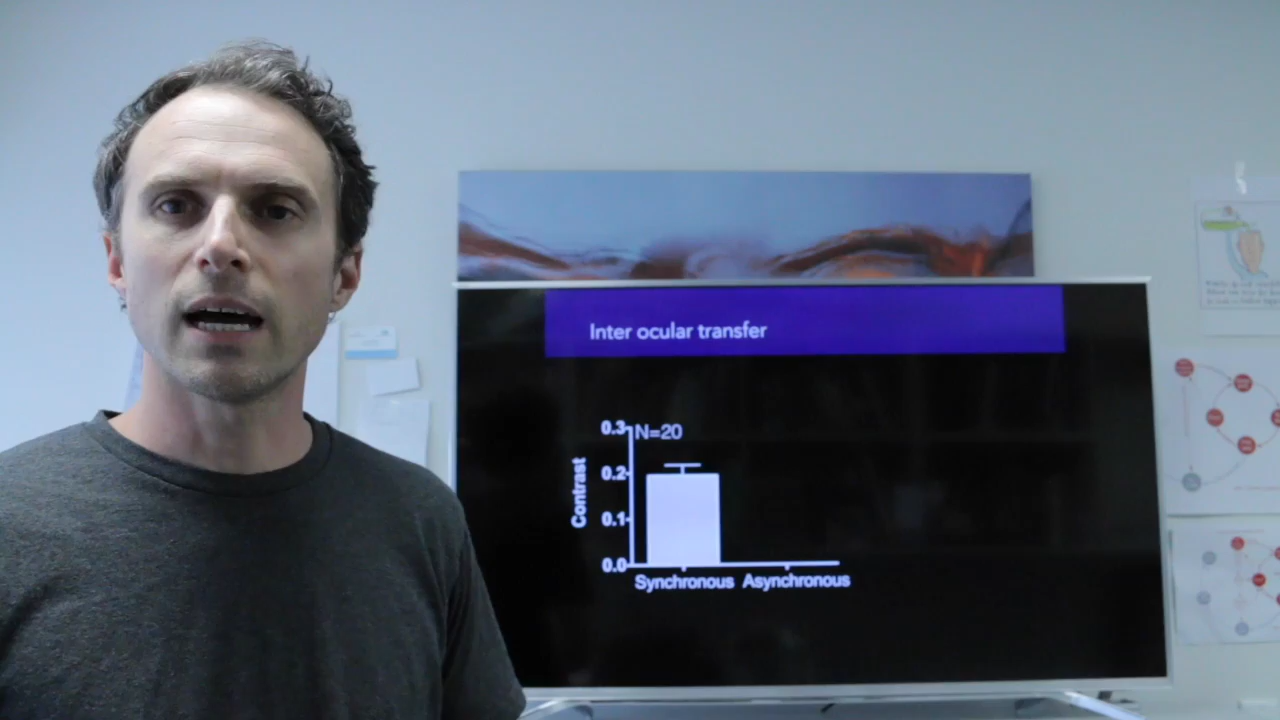 Inter ocular transfer
0.3
N=20
0.2
Contrast
0.1
0.0
Synchronous Asynchronous